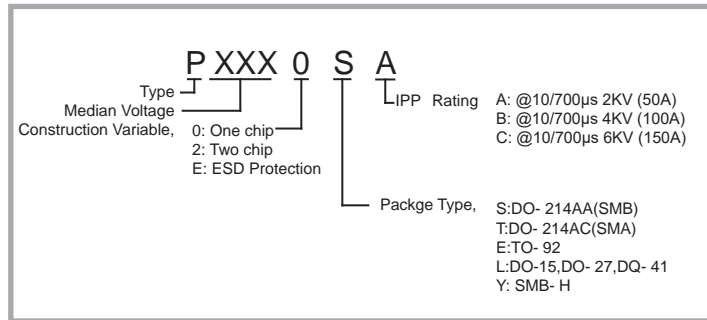 P XXX 0 S A
Type
Median Voltage
Construction Variable,
0: One chip
2: Two chip
E: ESD Protection
IPP Rating
A: @10/700µs 2KV (50A)
B: @10/700µs 4KV (100A)
C: @10/700µs 6KV (150A)
Packge Type,
S:DO- 214AA(SMB)
T:DO- 214AC(SMA)
E:TO- 92
L:DO-15,DO- 27,DQ- 41
Y: SMB- H